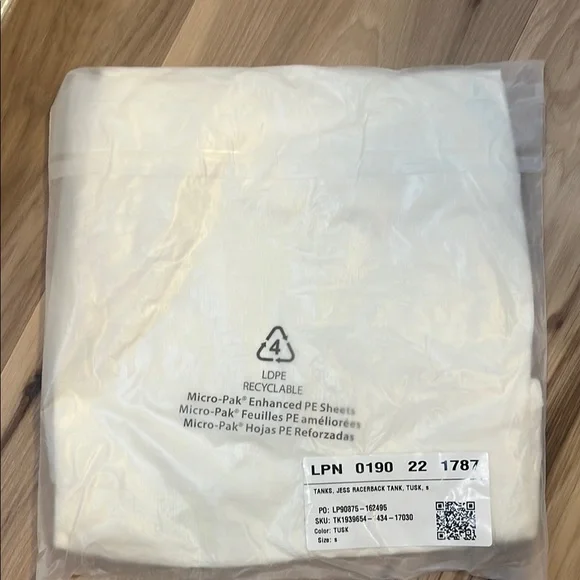 4
LDPE
RECYCLABLE
Micro-Pak® Enhanced PE Sheets
Micro-Pak® Feuilles PE améliorées
Micro-Pak® Hojas PE Reforzadas
LPN 0190 22 1787
TANKS, JESS RACERBACK TANK, TUSK, s
PO: LP90875-162495
SKU: TK1939654- 434-17030
Color: TUSK
Size: s